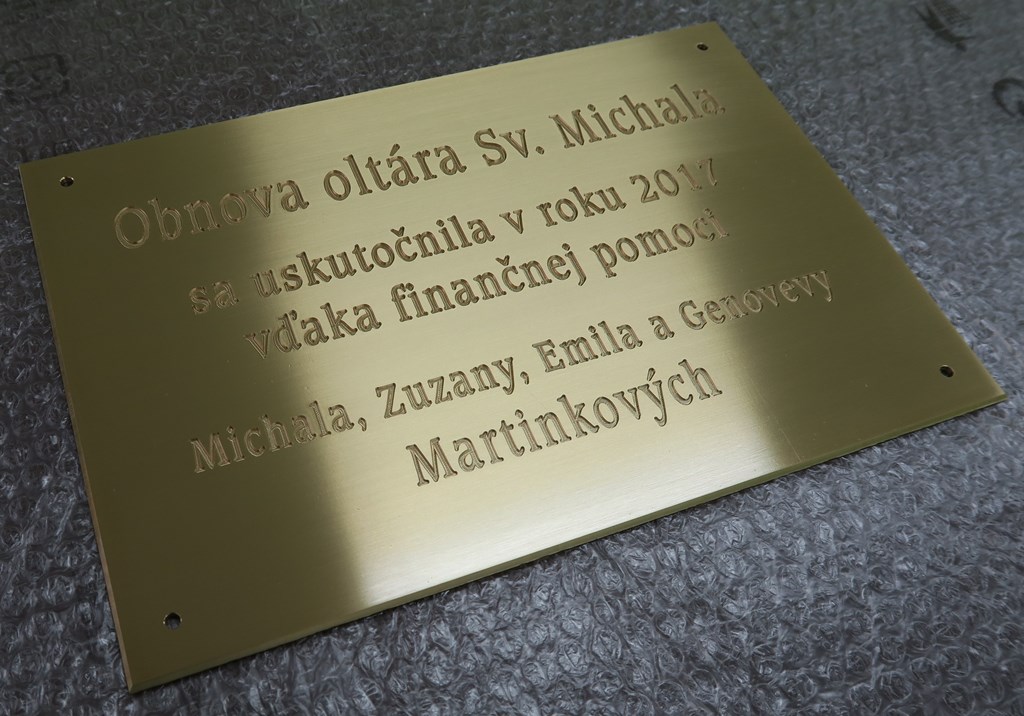 Obnova oltára Sv. Michala
sa uskutočnila v roku 2017
vďaka finančnej pomoci
Michala, Zuzany, Emila a Genovevy
Martinkových